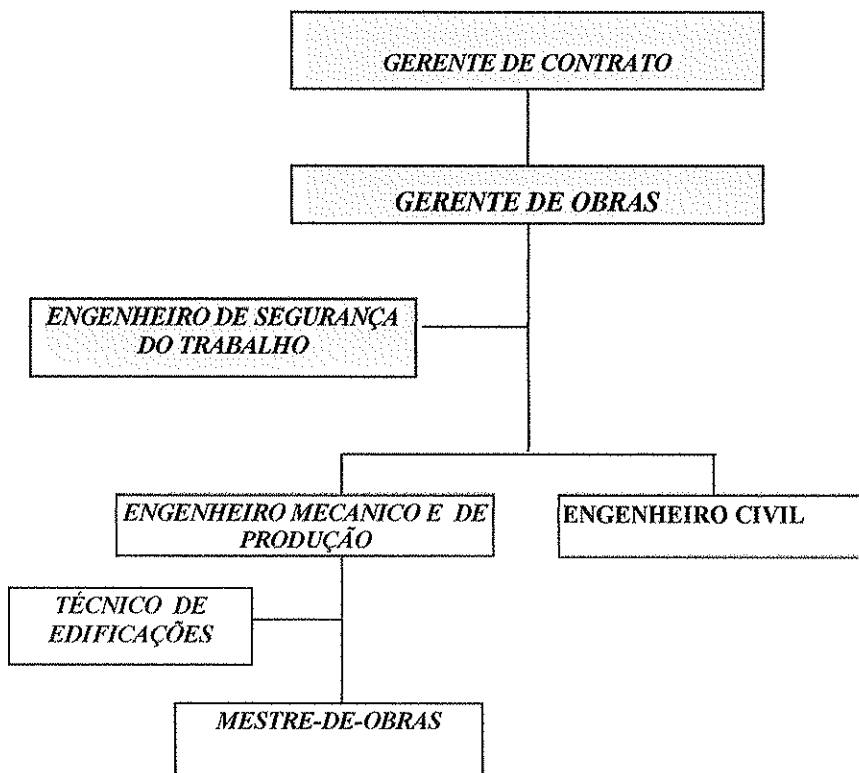 GERENTE DE CONTRATO
GERENTE DE OBRAS
ENGENHEIRO DE SEGURANÇA
DO TRABALHO
ENGENHEIRO MECANICO E DE
PRODUÇÃO
ENGENHEIRO CIVIL
TÉCNICO DE
EDIFICAÇÕES
MESTRE-DE-OBRAS